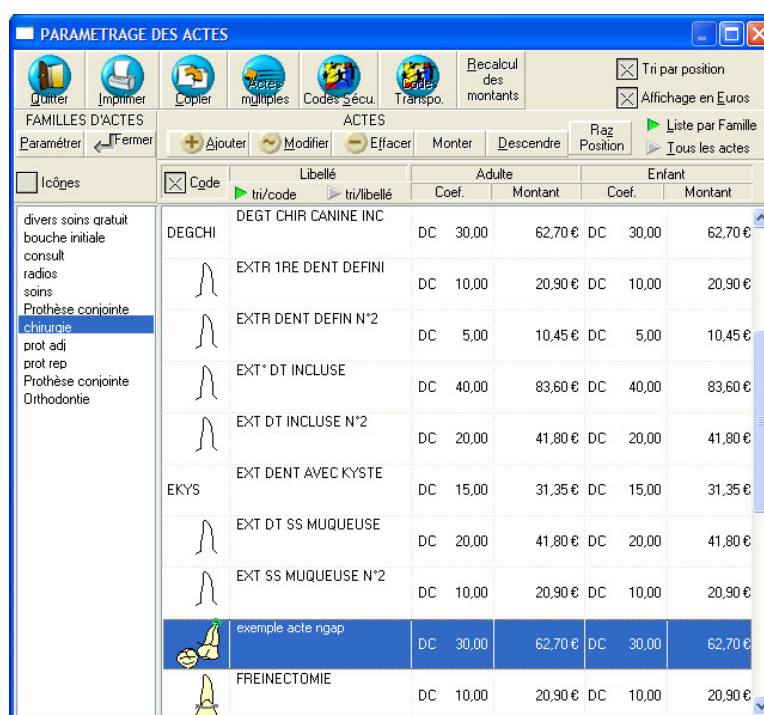 PARAMETRAGE DES ACTES
Quitter Imprimer Copier Actes multiples Codes Sécu. Codes Transpo. Recalcul des montants
Tri par position
Affichage en Euros
FAMILLES D'ACTES ACTES
Paramétrer Fermer Ajouter Modifier Effacer Monter Descendre Raz Position
Liste par Famille
Tous les actes
Icônes Code Libellé Adulte Enfant
tri/code tri/libellé Coef. Montant Coef. Montant
divers soins gratuit
bouche initiale
consult
radios
soins
Prothèse conjointe
chirurgie
prot adj
prot rep
Prothèse conjointe
Orthodontie
DEGCHI DEGT CHIR CANINE INC DC 30,00 62,70 € DC 30,00 62,70 €
EXTR 1RE DENT DEFINI DC 10,00 20,90 € DC 10,00 20,90 €
EXTR DENT DEFIN N°2 DC 5,00 10,45 € DC 5,00 10,45 €
EXT° DT INCLUSE DC 40,00 83,60 € DC 40,00 83,60 €
EXT DT INCLUSE N°2 DC 20,00 41,80 € DC 20,00 41,80 €
EKYS EXT DENT AVEC KYSTE DC 15,00 31,35 € DC 15,00 31,35 €
EXT DT SS MUQUEUSE DC 20,00 41,80 € DC 20,00 41,80 €
EXT SS MUQUEUSE N°2 DC 10,00 20,90 € DC 10,00 20,90 €
exemple acte ngap DC 30,00 62,70 € DC 30,00 62,70 €
FREINECTOMIE DC 10,00 20,90 € DC 10,00 20,90 €